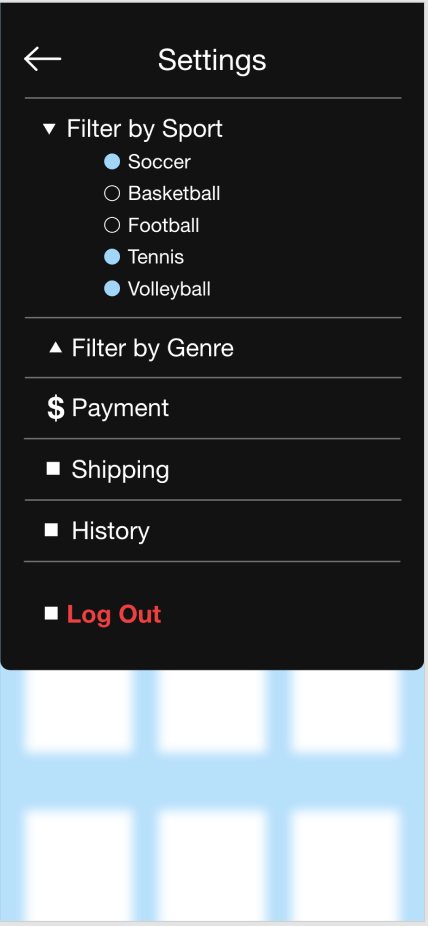 Settings
Filter by Sport
Soccer
Basketball
Football
Tennis
Volleyball
Filter by Genre
$ Payment
Shipping
History
Log Out